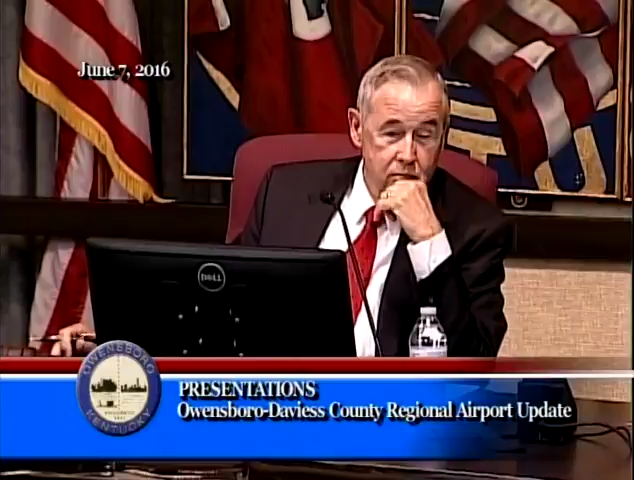 June 7, 2016
DELL
OWENSBORO
KENTUCKY
PRESENTATIONS
Owensboro-Daviess County Regional Airport Update